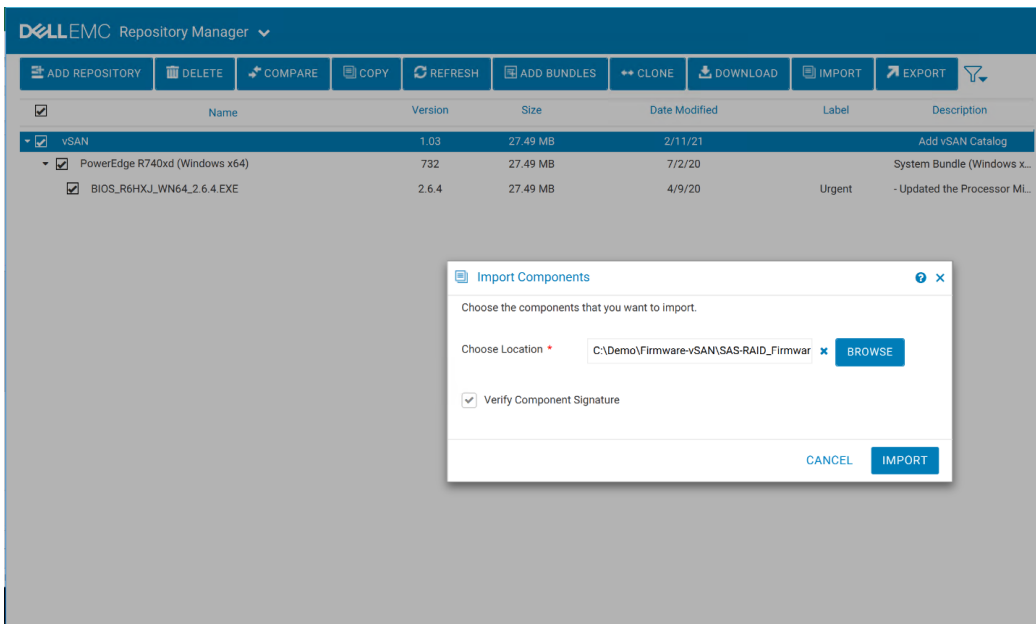 DELLEMC Repository Manager
ADD REPOSITORY DELETE COMPARE COPY REFRESH ADD BUNDLES CLONE DOWNLOAD IMPORT EXPORT
Name Version Size Date Modified Label Description
vSAN 1.03 27.49 MB 2/11/21 Add vSAN Catalog
PowerEdge R740xd (Windows x64) 732 27.49 MB 7/2/20 System Bundle (Windows x...
BIOS_R6HXJ_WN64_2.6.4.EXE 2.6.4 27.49 MB 4/9/20 Urgent - Updated the Processor Mi...
Import Components
Choose the components that you want to import.
Choose Location * C:\Demo\Firmware-vSAN\SAS-RAID_Firmwar BROWSE
Verify Component Signature
CANCEL IMPORT